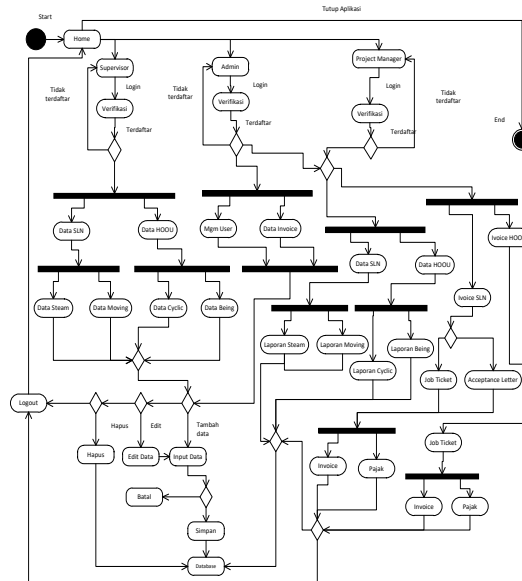 Tutup Aplikasi
Start
Home
Supervisor
Admin
Project Manager
Tidak
terdaftar
Login
Tidak
terdaftar
Login
Login
Tidak
terdaftar
Verifikasi
Verifikasi
Verifikasi
Terdaftar
Terdaftar
Terdaftar
End
Data SLN
Data HOOU
Mgm User
Data invoice
Ivoice HOOU
Data SLN
Data HOOU
Data Steam
Data Moving
Data Cyclic
Data Being
Ivoice SLN
Laporan Steam
Laporan Moving
Laporan Being
Laporan Cyclic
Job Ticket
Acceptance Letter
Logout
Hapus
Edit
Tambah
data
Hapus
Edit Data
Input Data
Job Ticket
Invoice
Pajak
Batal
Invoice
Pajak
Simpan
Database